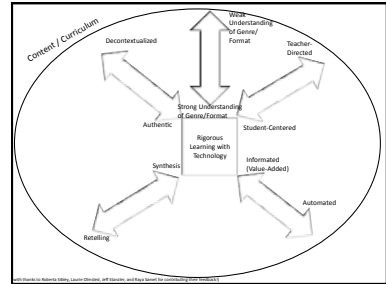 Content / Curriculum
Weak
Understanding
of Genre/
Format
Decontextualized
Teacher-
Directed
Strong Understanding
of Genre/Format
Authentic
Student-Centered
Rigorous
Learning with
Technology
Synthesis
Informated
(Value-Added)
Automated
Retelling
(with thanks to Roberta Sibley, Laurie Olmsted, Jeff Stanzler, and Raya Samet for contributing their feedback!)